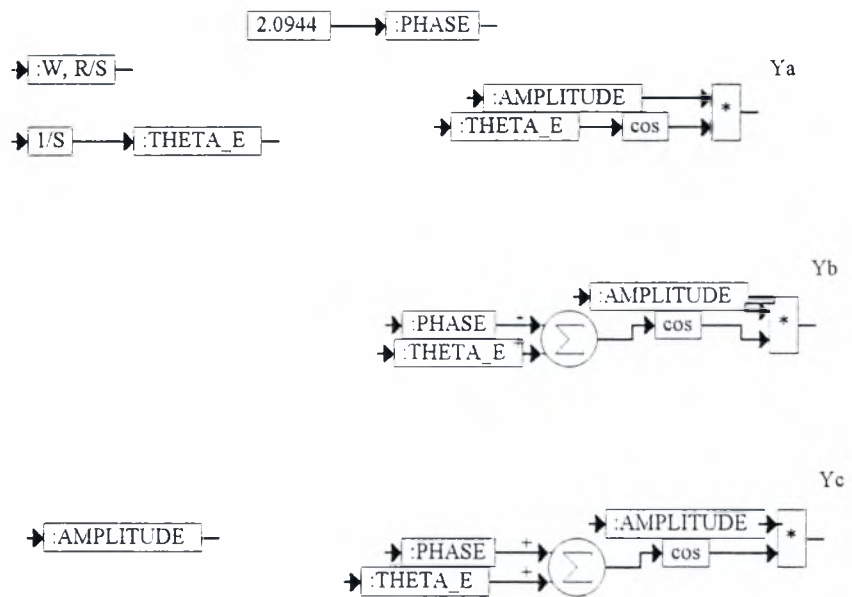 2.0944 :PHASE
:W, R/S
Ya
:AMPLITUDE
*
1/S :THETA_E
:THETA_E cos
Yb
:AMPLITUDE
*
:PHASE -
cos
:THETA_E +
Σ
Yc
:AMPLITUDE
:AMPLITUDE
*
:PHASE +
cos
:THETA_E +
Σ